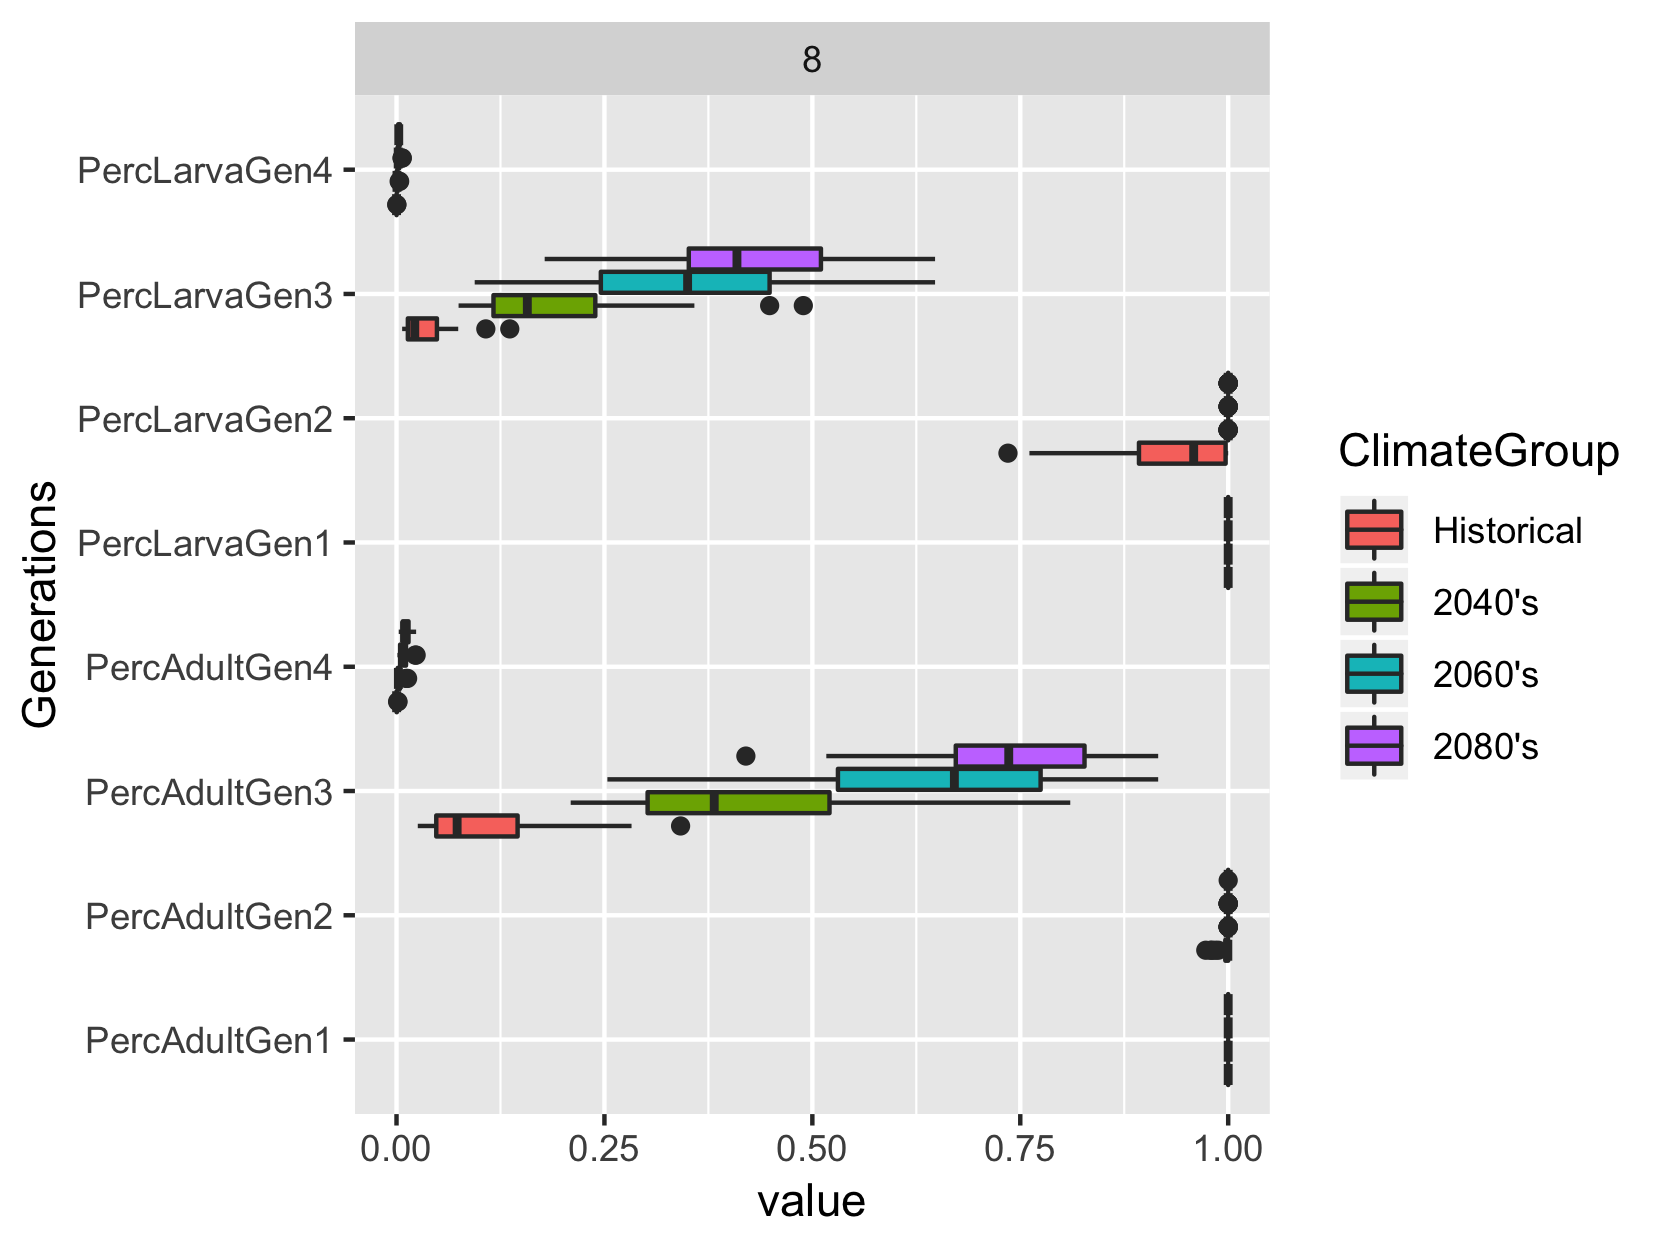 8
PercLarvaGen4
PercLarvaGen3
PercLarvaGen2
PercLarvaGen1
PercAdultGen4
PercAdultGen3
PercAdultGen2
PercAdultGen1
Generations
0.00 0.25 0.50 0.75 1.00
value
ClimateGroup
Historical
2040's
2060's
2080's